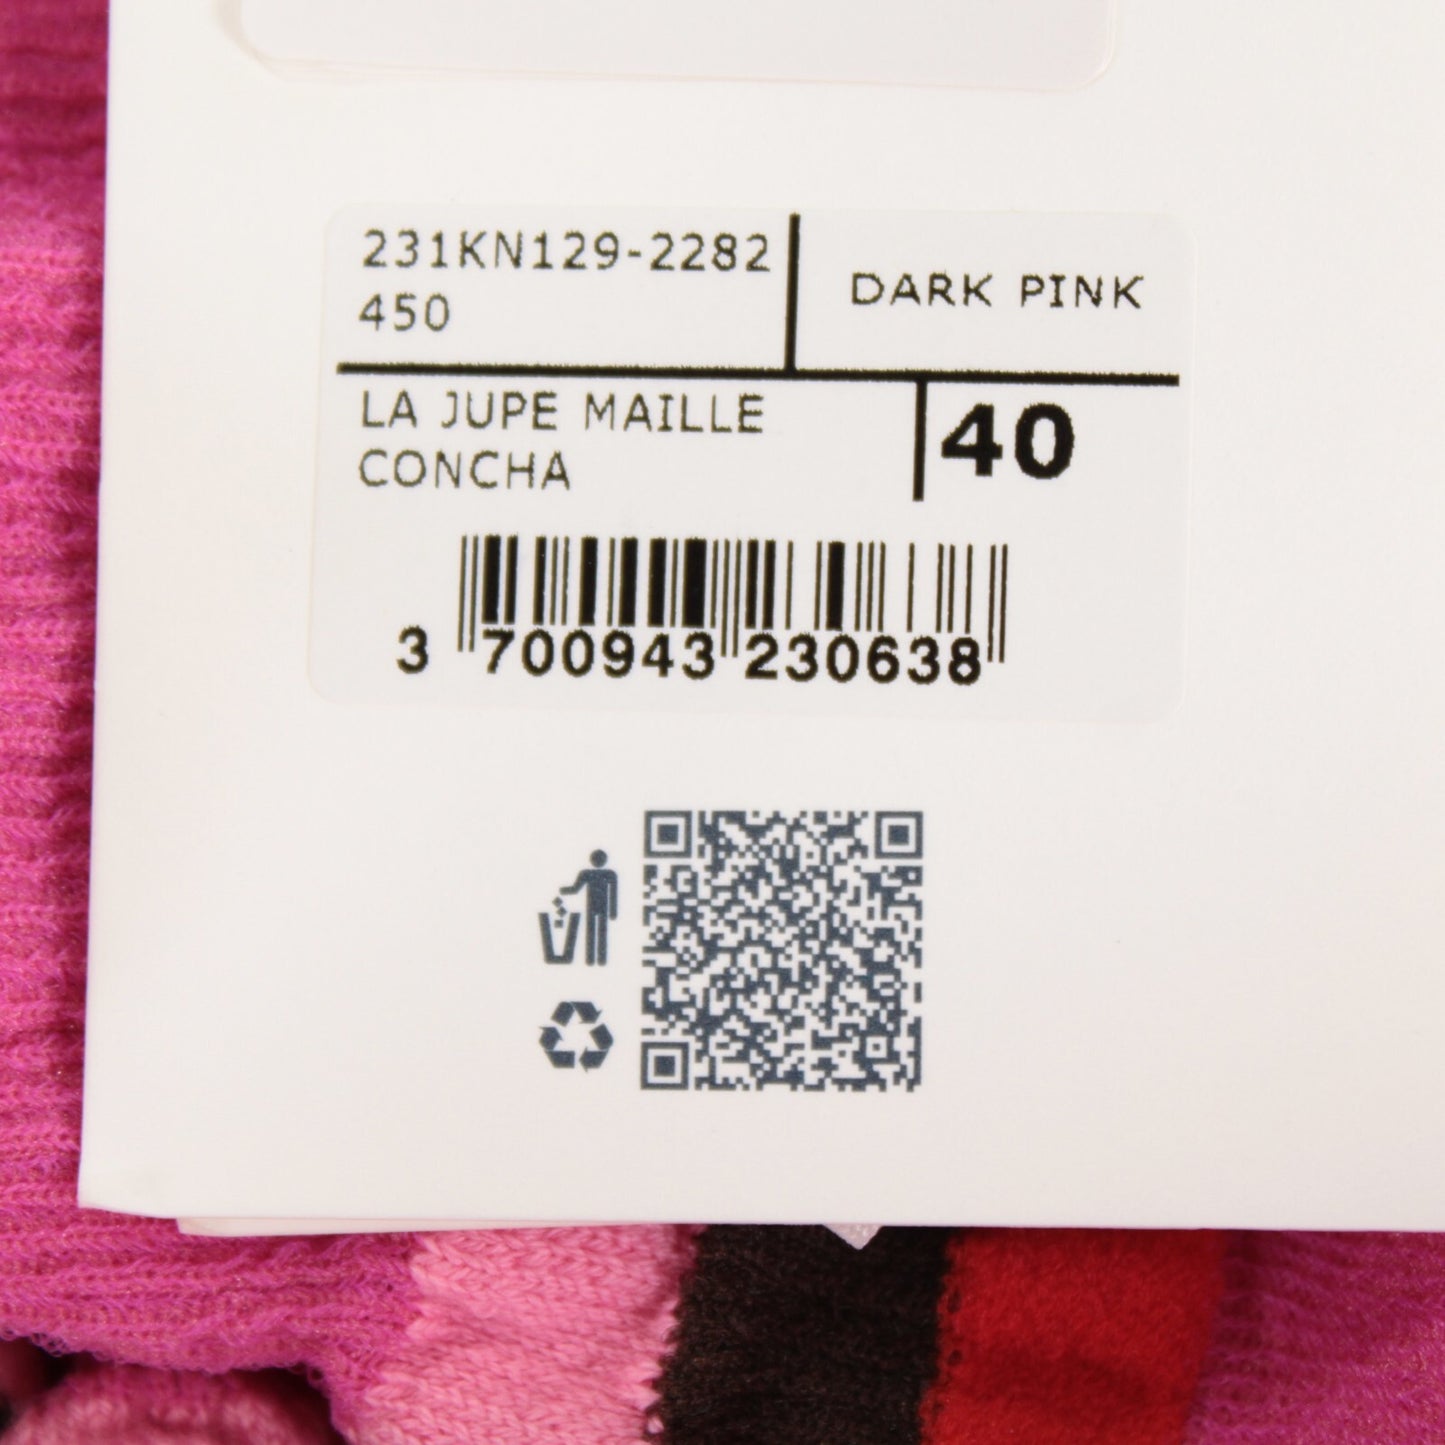 231KN129-2282
450
DARK PINK
LA JUPE MAILLE
CONCHA
40
3 700943 230638